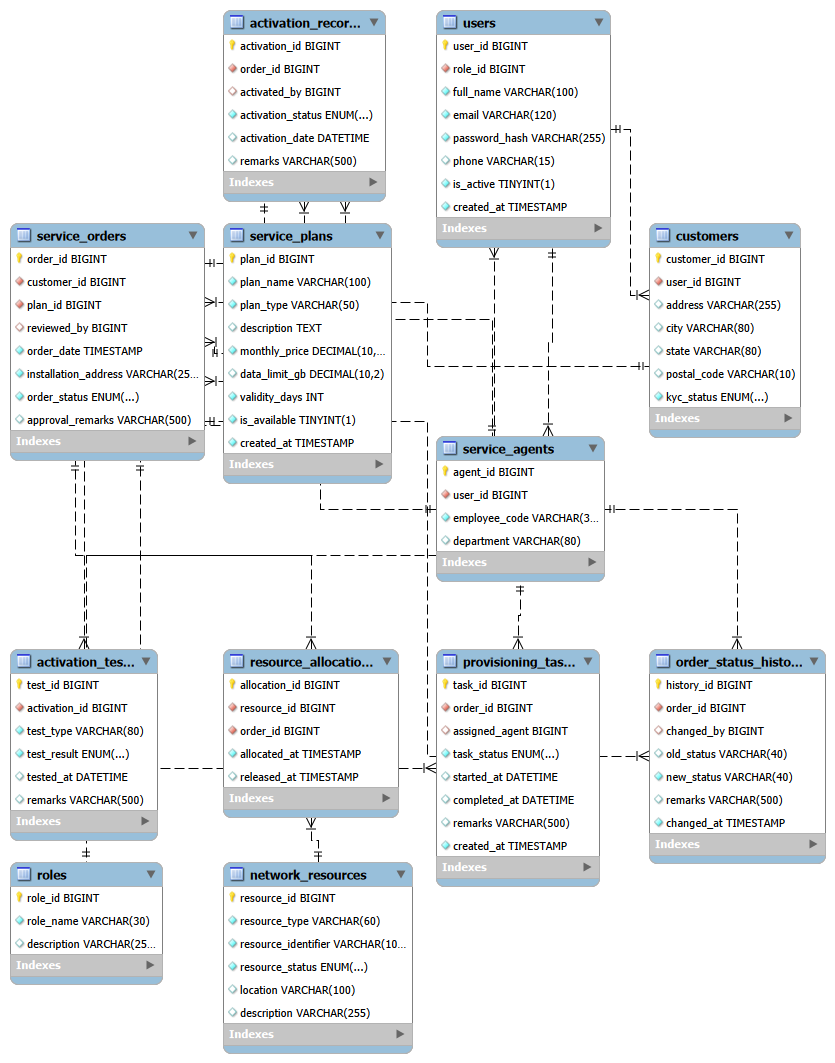 activation_recor...
activation_id BIGINT
order_id BIGINT
activated_by BIGINT
activation_status ENUM(...)
activation_date DATETIME
remarks VARCHAR(500)
Indexes
users
user_id BIGINT
role_id BIGINT
full_name VARCHAR(100)
email VARCHAR(120)
password_hash VARCHAR(255)
phone VARCHAR(15)
is_active TINYINT(1)
created_at TIMESTAMP
Indexes
service_orders
order_id BIGINT
customer_id BIGINT
plan_id BIGINT
reviewed_by BIGINT
order_date TIMESTAMP
installation_address VARCHAR(25...
order_status ENUM(...)
approval_remarks VARCHAR(500)
Indexes
service_plans
plan_id BIGINT
plan_name VARCHAR(100)
plan_type VARCHAR(50)
description TEXT
monthly_price DECIMAL(10,...
data_limit_gb DECIMAL(10,2)
validity_days INT
is_available TINYINT(1)
created_at TIMESTAMP
Indexes
customers
customer_id BIGINT
user_id BIGINT
address VARCHAR(255)
city VARCHAR(80)
state VARCHAR(80)
postal_code VARCHAR(10)
kyc_status ENUM(...)
Indexes
service_agents
agent_id BIGINT
user_id BIGINT
employee_code VARCHAR(3...
department VARCHAR(80)
Indexes
activation_tes...
test_id BIGINT
activation_id BIGINT
test_type VARCHAR(80)
test_result ENUM(...)
tested_at DATETIME
remarks VARCHAR(500)
Indexes
resource_allocatio...
allocation_id BIGINT
resource_id BIGINT
order_id BIGINT
allocated_at TIMESTAMP
released_at TIMESTAMP
Indexes
provisioning_tas...
task_id BIGINT
order_id BIGINT
assigned_agent BIGINT
task_status ENUM(...)
started_at DATETIME
completed_at DATETIME
remarks VARCHAR(500)
created_at TIMESTAMP
Indexes
order_status_histo...
history_id BIGINT
order_id BIGINT
changed_by BIGINT
old_status VARCHAR(40)
new_status VARCHAR(40)
remarks VARCHAR(500)
changed_at TIMESTAMP
Indexes
roles
role_id BIGINT
role_name VARCHAR(30)
description VARCHAR(25...
Indexes
network_resources
resource_id BIGINT
resource_type VARCHAR(60)
resource_identifier VARCHAR(10...
resource_status ENUM(...)
location VARCHAR(100)
description VARCHAR(255)
Indexes